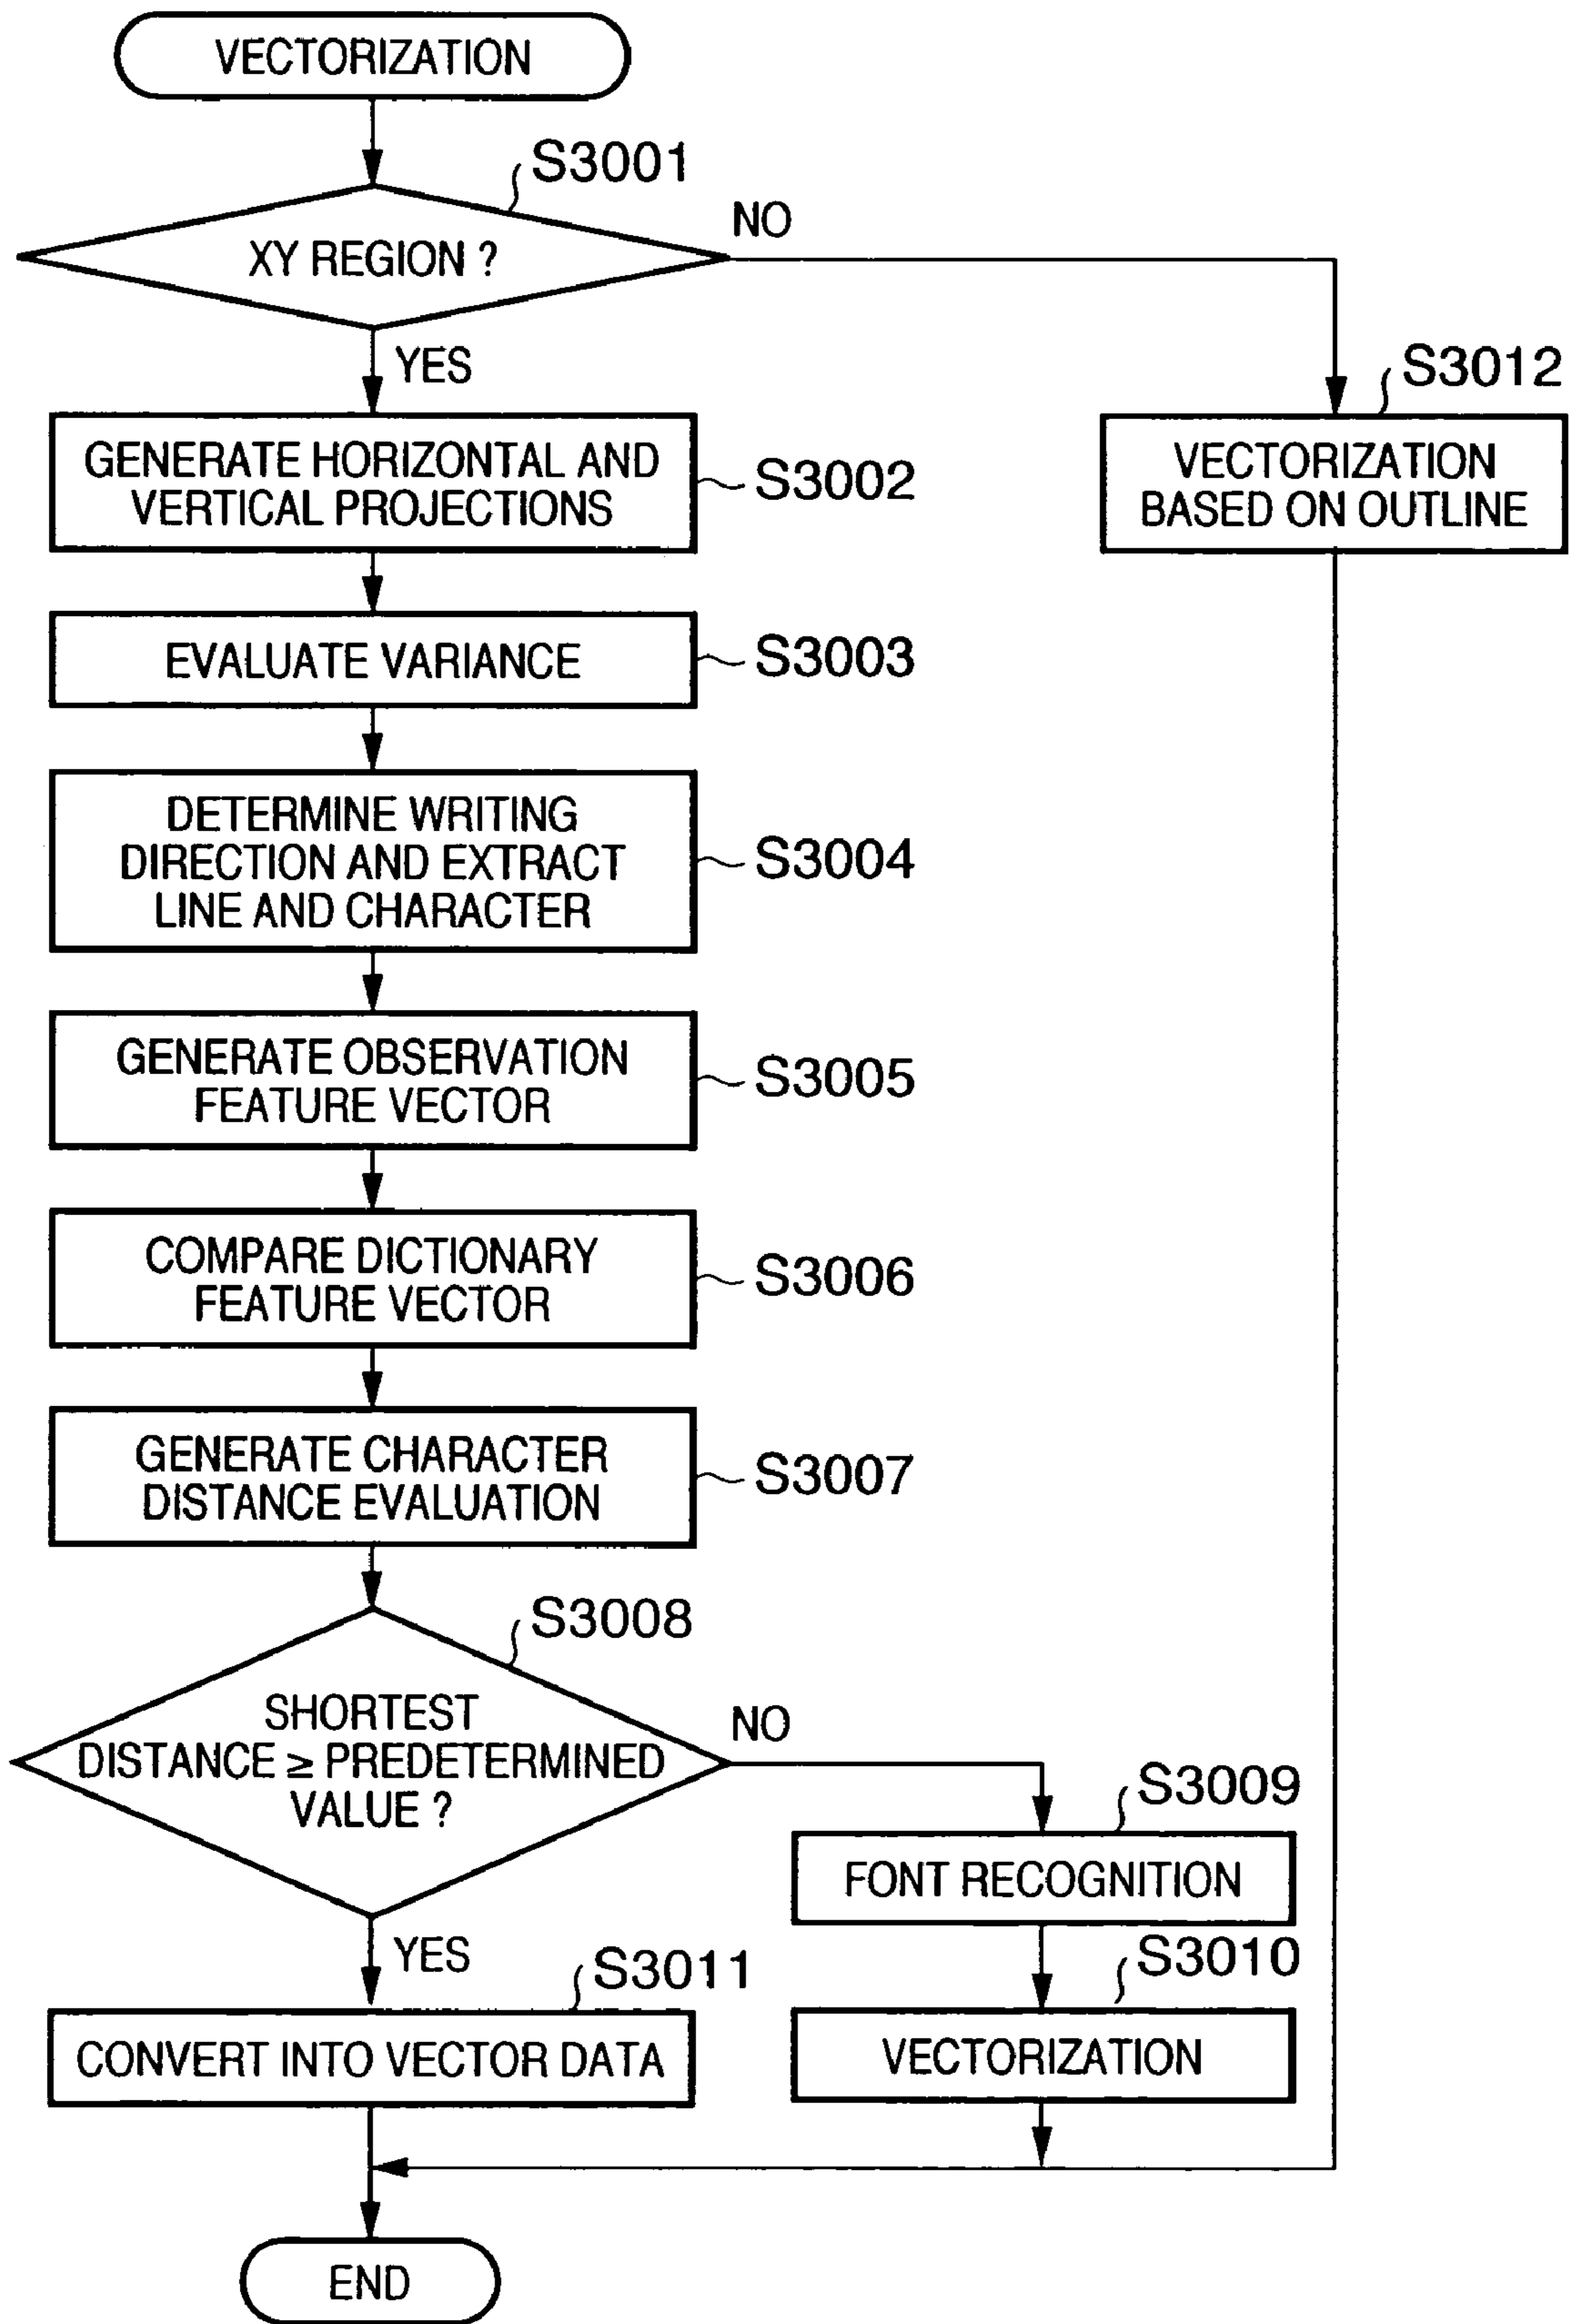 VECTORIZATION
S3001
XY REGION ?
NO
YES
S3012
GENERATE HORIZONTAL AND
VERTICAL PROJECTIONS
S3002
VECTORIZATION
BASED ON OUTLINE
EVALUATE VARIANCE
S3003
DETERMINE WRITING
DIRECTION AND EXTRACT
LINE AND CHARACTER
S3004
GENERATE OBSERVATION
FEATURE VECTOR
S3005
COMPARE DICTIONARY
FEATURE VECTOR
S3006
GENERATE CHARACTER
DISTANCE EVALUATION
S3007
S3008
SHORTEST
DISTANCE ≥ PREDETERMINED
VALUE ?
NO
YES
S3009
FONT RECOGNITION
S3010
VECTORIZATION
S3011
CONVERT INTO VECTOR DATA
END